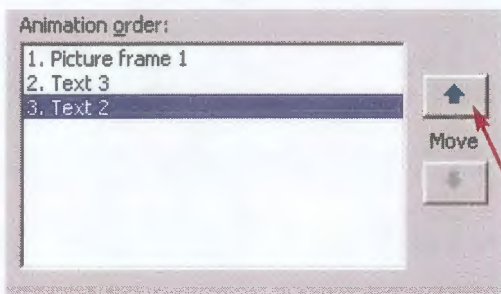 Animation order:
1. Picture frame 1
2. Text 3
3. Text 2
Move